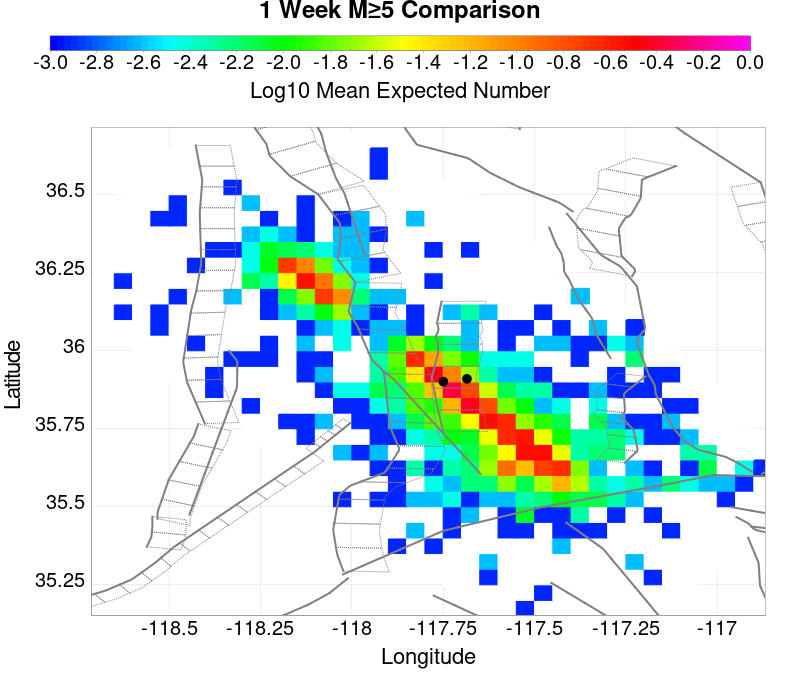 1 Week M≥5 Comparison
-3.0 -2.8 -2.6 -2.4 -2.2 -2.0 -1.8 -1.6 -1.4 -1.2 -1.0 -0.8 -0.6 -0.4 -0.2 0.0
Log10 Mean Expected Number
36.5
36.25
36
35.75
35.5
35.25
Latitude
-118.5 -118.25 -118 -117.75 -117.5 -117.25 -117
Longitude